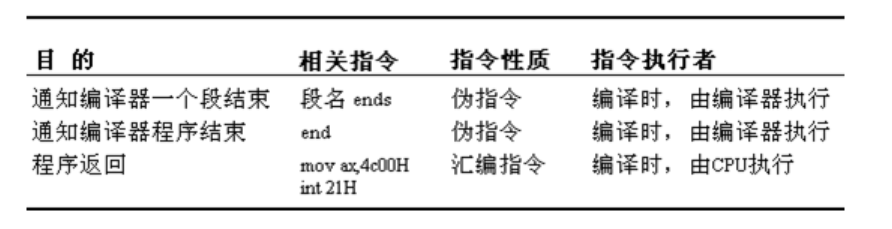 目 的 相关指令 指令性质 指令执行者
通知编译器一个段结束 段名 ends 伪指令 编译时，由编译器执行
通知编译器程序结束 end 伪指令 编译时，由编译器执行
程序返回 mov ax,4c00H 汇编指令 编译时，由CPU执行
int 21H